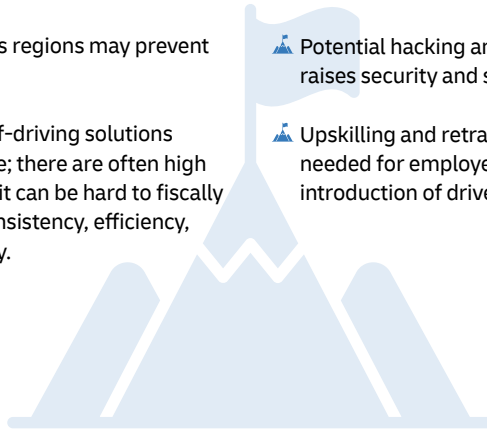 s regions may prevent
f-driving solutions
e; there are often high
it can be hard to fiscally
nsistency, efficiency,
y.
Potential hacking an
raises security and s
Upskilling and retra
needed for employe
introduction of drive